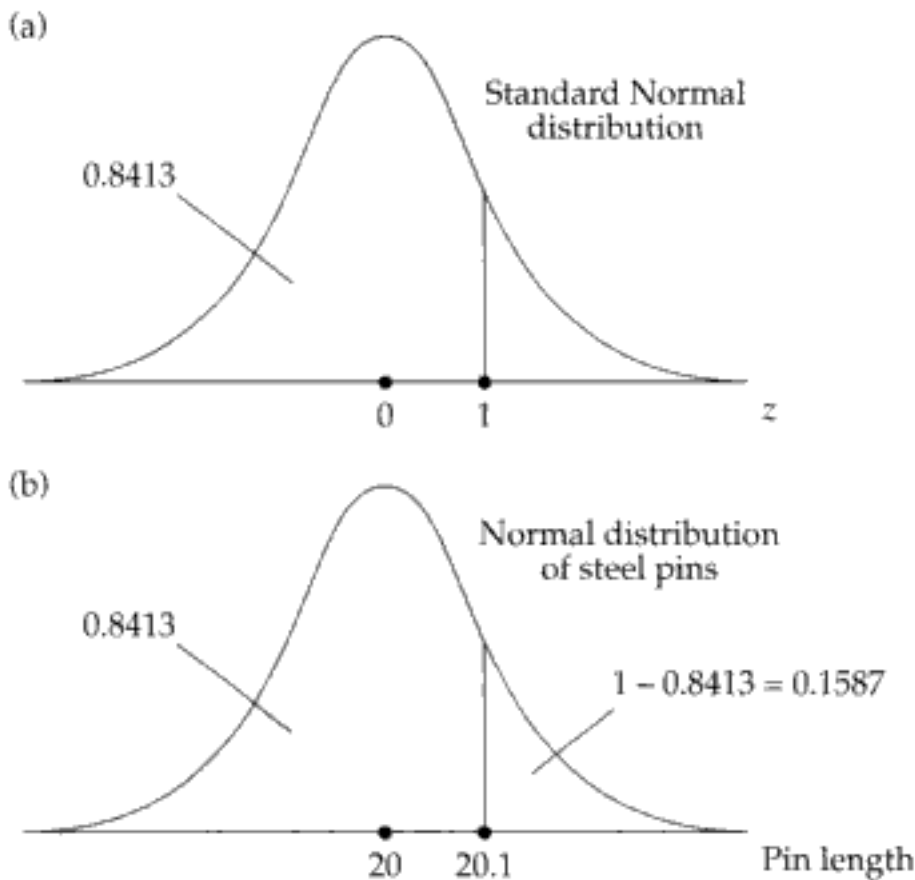 (a)
Standard Normal
distribution
0.8413
0
1
z
(b)
Normal distribution
of steel pins
0.8413
1 – 0.8413 = 0.1587
20
20.1
Pin length